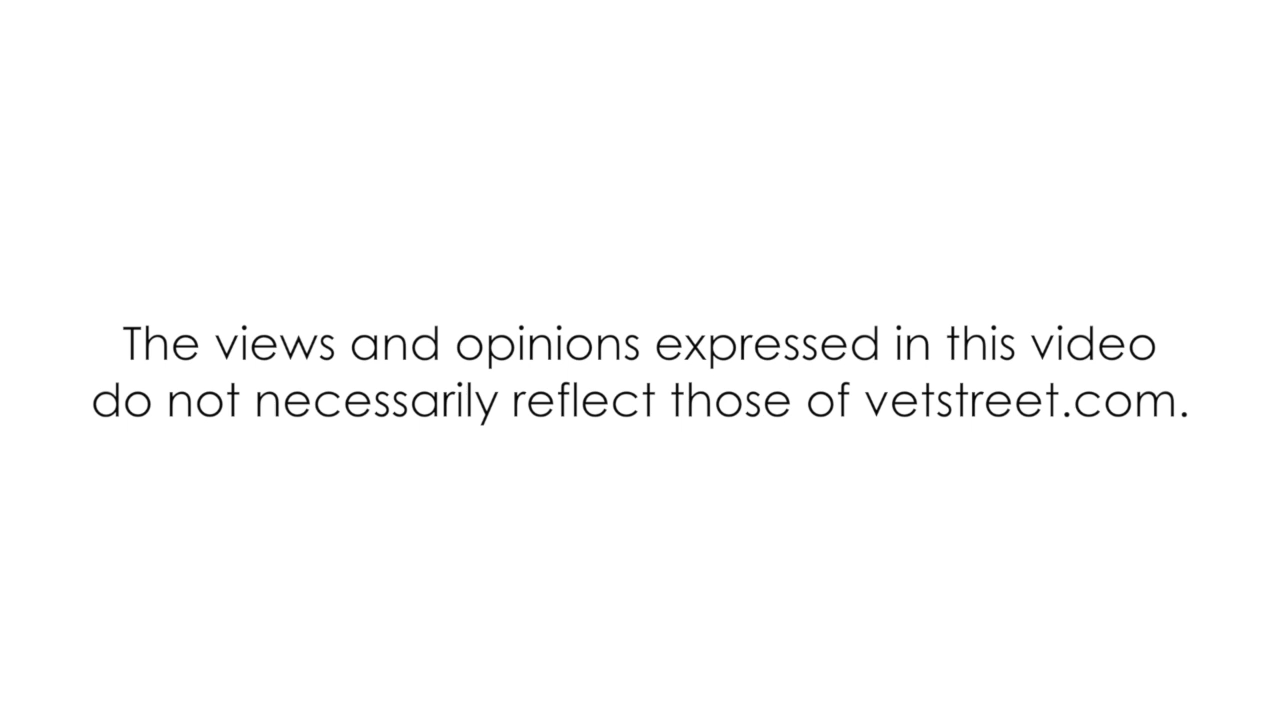 The views and opinions expressed in this video
do not necessarily reflect those of vetstreet.com.